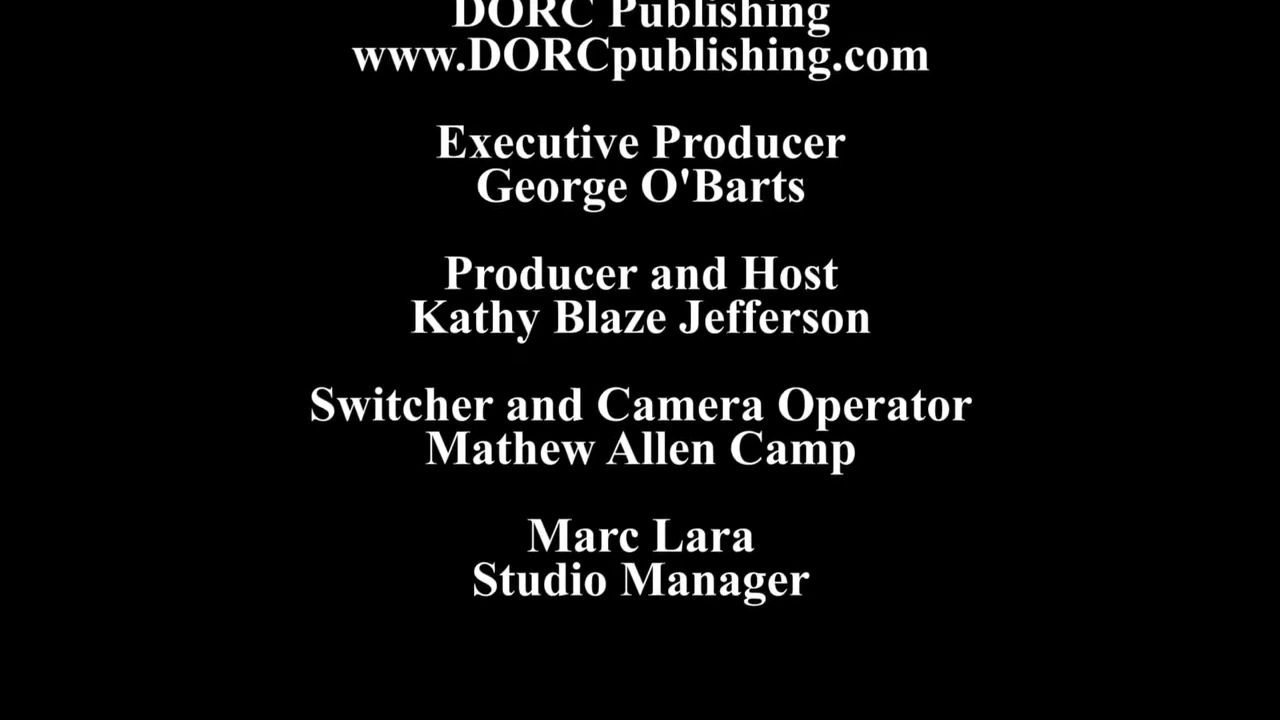 DORC Publishing
www.DORCpublishing.com
Executive Producer
George O'Barts
Producer and Host
Kathy Blaze Jefferson
Switcher and Camera Operator
Mathew Allen Camp
Marc Lara
Studio Manager